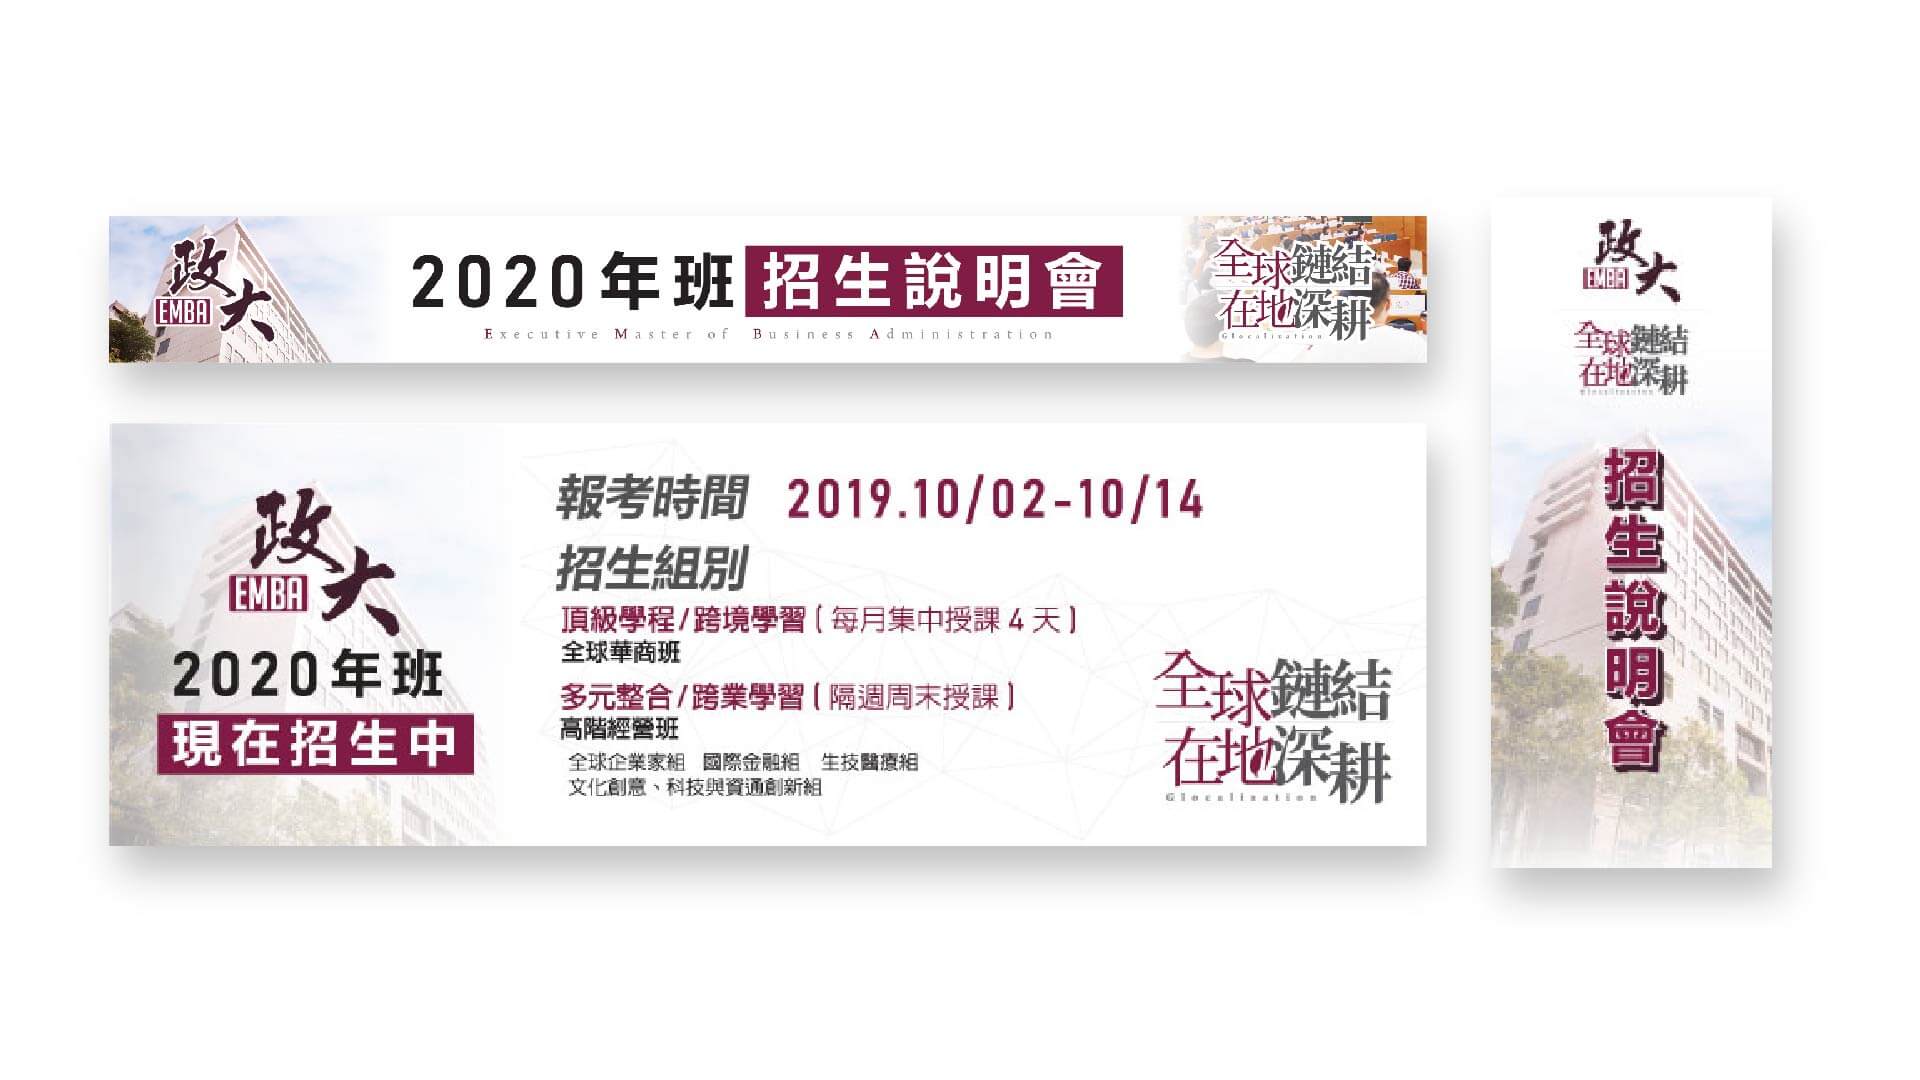 政大
EMBA
2020年班 招生說明會
Executive Master of Business Administration
全球鏈結
在地深耕
Glocalization
政大
EMBA
2020年班
現在招生中
報考時間 2019.10/02-10/14
招生組別
頂級學程/跨境學習(每月集中授課4天)
全球華商班
多元整合/跨業學習(隔週周末授課)
高階經營班
全球企業家組 國際金融組 生技醫療組
文化創意、科技與資通創新組
全球鏈結
在地深耕
Glocalization
政大
EMBA
全球鏈結
在地深耕
Glocalization
招生說明會